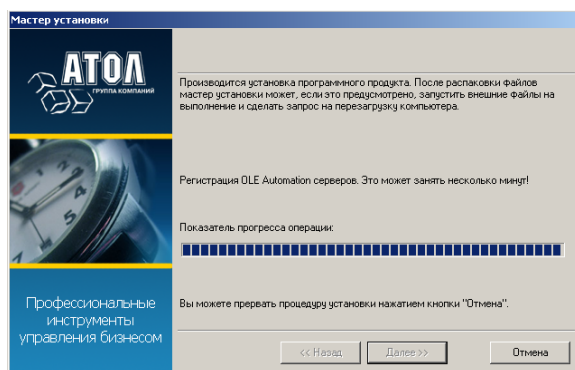 Мастер установки
АТОЛ
ГРУППА КОМПАНИЙ
Производится установка программного продукта. После распаковки файлов
мастер установки может, если это предусмотрено, запустить внешние файлы на
выполнение и сделать запрос на перезагрузку компьютера.
Регистрация OLE Automation серверов. Это может занять несколько минут!
Показатель прогресса операции:
Профессиональные
инструменты
управления бизнесом
Вы можете прервать процедуру установки нажатием кнопки "Отмена".
<< Назад
Далее >>
Отмена